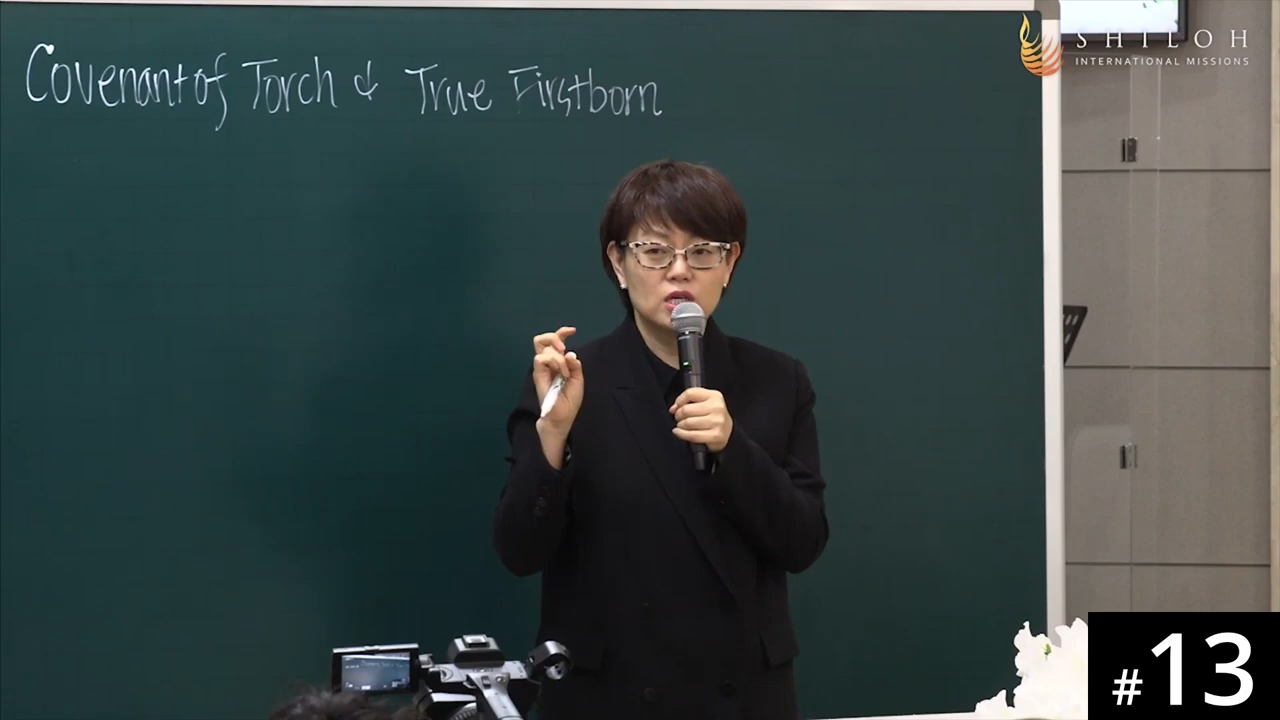 Covenant of Torch & True Firstborn
SHILOH
INTERNATIONAL MISSIONS
#13